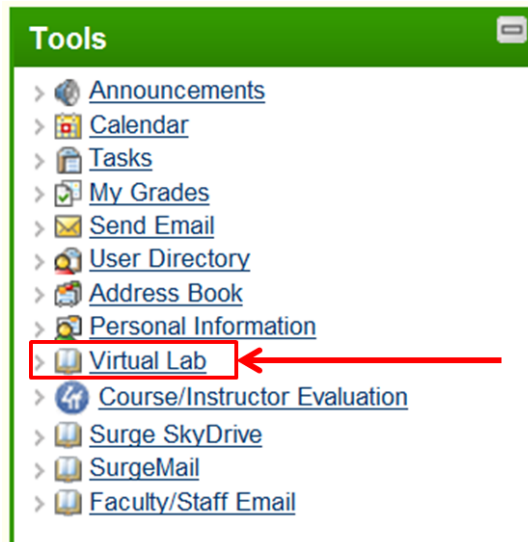 Tools
Announcements
Calendar
Tasks
My Grades
Send Email
User Directory
Address Book
Personal Information
Virtual Lab
Course/Instructor Evaluation
Surge SkyDrive
SurgeMail
Faculty/Staff Email